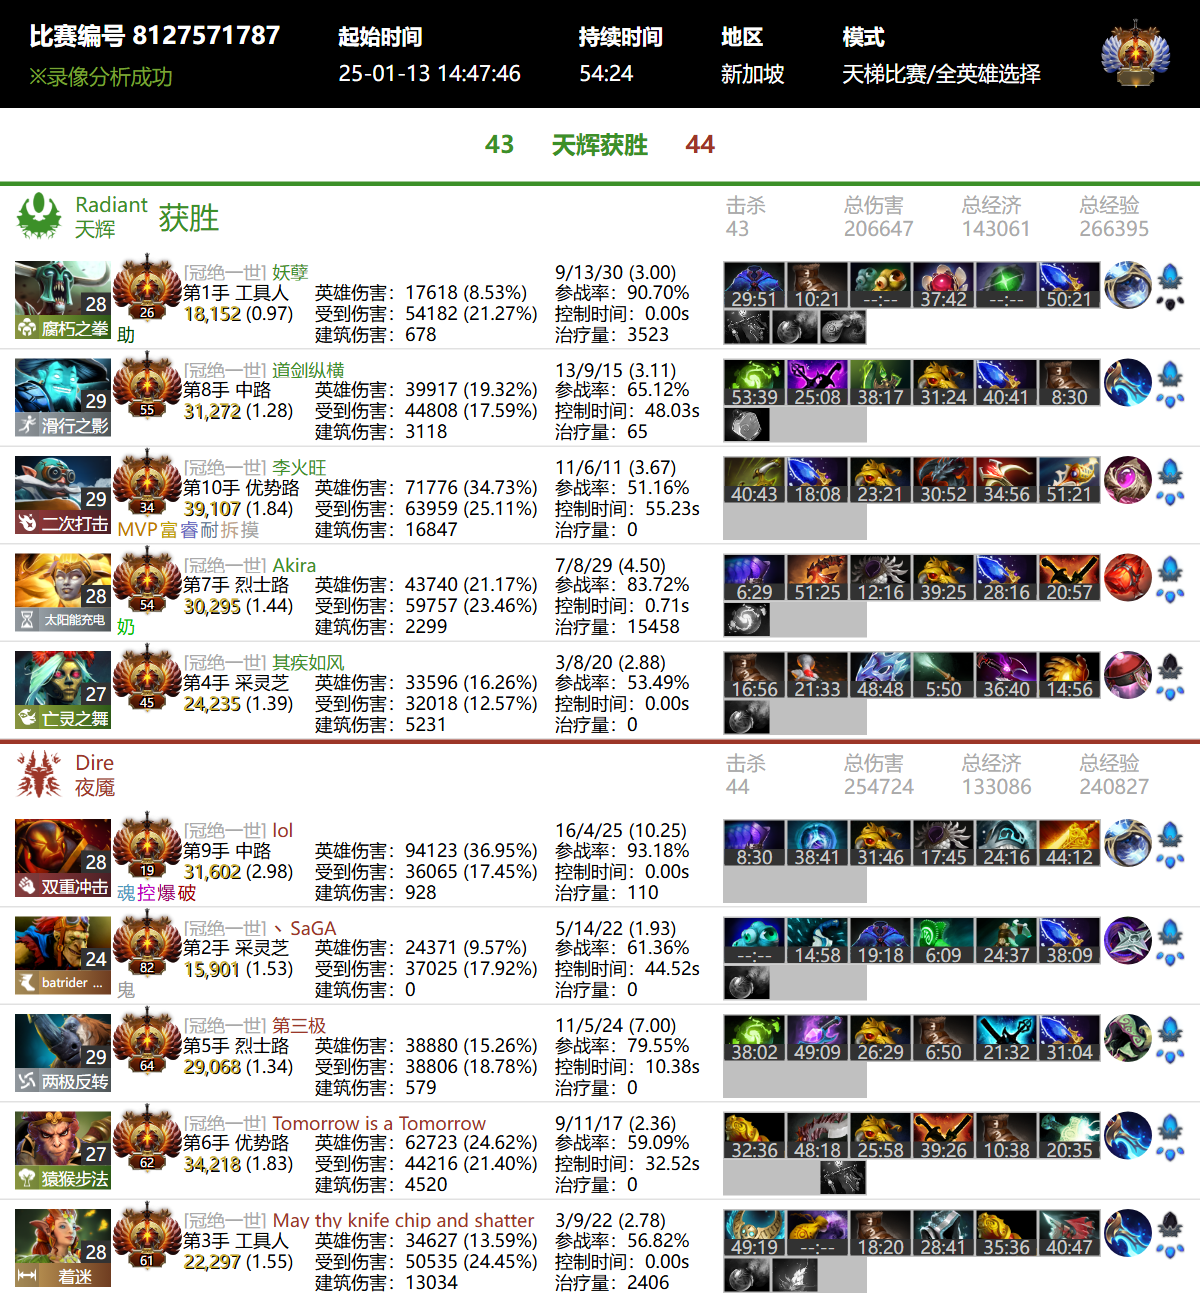 比赛编号 8127571787
※录像分析成功
起始时间
25-01-13 14:47:46
持续时间
54:24
地区
新加坡
模式
天梯比赛/全英雄选择
43 天辉获胜 44
Radiant
天辉
获胜
击杀 总伤害 总经济 总经验
43 206647 143061 266395
28
腐朽之拳
26
[冠绝一世] 妖孽
第1手 工具人
18,152 (0.97)
助
英雄伤害：17618 (8.53%)
受到伤害：54182 (21.27%)
建筑伤害：678
9/13/30 (3.00)
参战率：90.70%
控制时间：0.00s
治疗量：3523
29:51 10:21 --:-- 37:42 --:-- 50:21
29
滑行之影
55
[冠绝一世] 道剑纵横
第8手 中路
31,272 (1.28)
英雄伤害：39917 (19.32%)
受到伤害：44808 (17.59%)
建筑伤害：3118
13/9/15 (3.11)
参战率：65.12%
控制时间：48.03s
治疗量：65
53:39 25:08 38:17 31:24 40:41 8:30
29
二次打击
34
[冠绝一世] 李火旺
第10手 优势路
39,107 (1.84)
MVP富睿耐拆摸
英雄伤害：71776 (34.73%)
受到伤害：63959 (25.11%)
建筑伤害：16847
11/6/11 (3.67)
参战率：51.16%
控制时间：55.23s
治疗量：0
40:43 18:08 23:21 30:52 34:56 51:21
28
太阳能充电
54
[冠绝一世] Akira
第7手 烈士路
30,295 (1.44)
奶
英雄伤害：43740 (21.17%)
受到伤害：59757 (23.46%)
建筑伤害：2299
7/8/29 (4.50)
参战率：83.72%
控制时间：0.71s
治疗量：15458
6:29 51:25 12:16 39:25 28:16 20:57
27
亡灵之舞
45
[冠绝一世] 其疾如风
第4手 采灵芝
24,235 (1.39)
英雄伤害：33596 (16.26%)
受到伤害：32018 (12.57%)
建筑伤害：5231
3/8/20 (2.88)
参战率：53.49%
控制时间：0.00s
治疗量：0
16:56 21:33 48:48 5:50 36:40 14:56
Dire
夜魇
击杀 总伤害 总经济 总经验
44 254724 133086 240827
28
双重冲击
19
[冠绝一世] lol
第9手 中路
31,602 (2.98)
魂控爆破
英雄伤害：94123 (36.95%)
受到伤害：36065 (17.45%)
建筑伤害：928
16/4/25 (10.25)
参战率：93.18%
控制时间：0.00s
治疗量：110
8:30 38:41 31:46 17:45 24:16 44:12
24
batrider ...
82
[冠绝一世] 丶SaGA
第2手 采灵芝
15,901 (1.53)
鬼
英雄伤害：24371 (9.57%)
受到伤害：37025 (17.92%)
建筑伤害：0
5/14/22 (1.93)
参战率：61.36%
控制时间：44.52s
治疗量：0
--:-- 14:58 19:18 6:09 24:37 38:09
29
两极反转
64
[冠绝一世] 第三极
第5手 烈士路
29,068 (1.34)
英雄伤害：38880 (15.26%)
受到伤害：38806 (18.78%)
建筑伤害：579
11/5/24 (7.00)
参战率：79.55%
控制时间：10.38s
治疗量：0
38:02 49:09 26:29 6:50 21:32 31:04
27
猿猴步法
62
[冠绝一世] Tomorrow is a Tomorrow
第6手 优势路
34,218 (1.83)
英雄伤害：62723 (24.62%)
受到伤害：44216 (21.40%)
建筑伤害：4520
9/11/17 (2.36)
参战率：59.09%
控制时间：32.52s
治疗量：0
32:36 48:18 25:58 39:26 10:38 20:35
28
着迷
61
[冠绝一世] May thy knife chip and shatter
第3手 工具人
22,297 (1.55)
英雄伤害：34627 (13.59%)
受到伤害：50535 (24.45%)
建筑伤害：13034
3/9/22 (2.78)
参战率：56.82%
控制时间：0.00s
治疗量：2406
49:19 --:-- 18:20 28:41 35:36 40:47